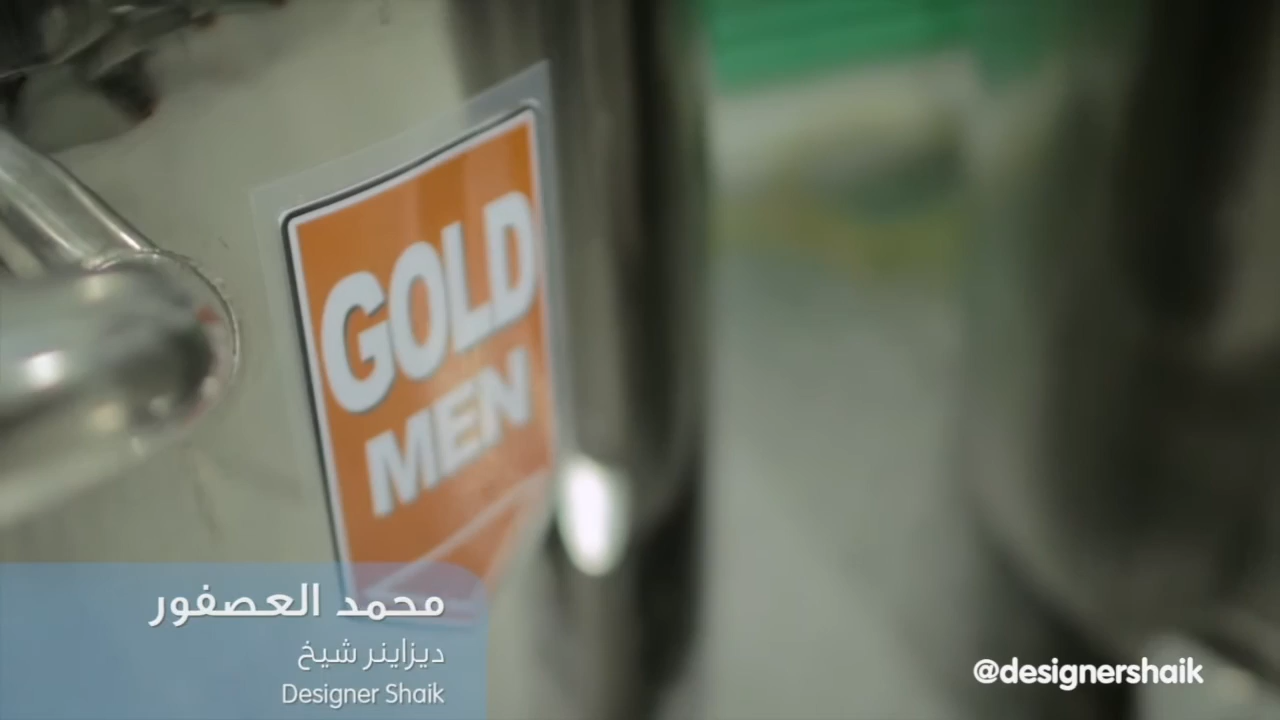 GOLD
MEN
محمد العصفور
ديزاينر شيخ
Designer Shaik
@designershaik